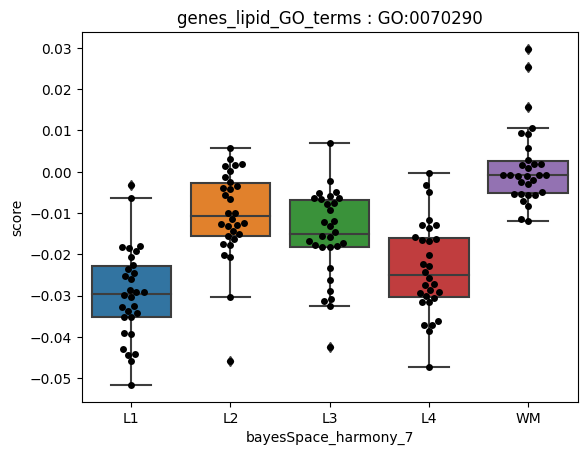 genes_lipid_GO_terms : GO:0070290
0.03
0.02
0.01
0.00
−0.01
−0.02
−0.03
−0.04
−0.05
score
L1 L2 L3 L4 WM
bayesSpace_harmony_7